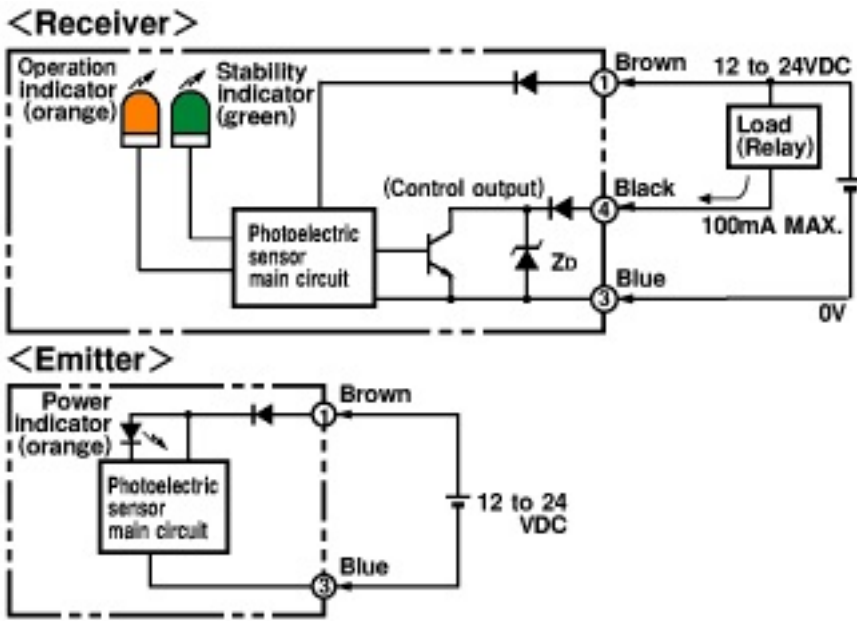 <Receiver>
Operation
indicator
(orange)
Stability
indicator
(green)
Brown
12 to 24VDC
1
Load
(Relay)
(Control output)
Black
4
100mA MAX.
Photoelectric
sensor
main circuit
ZD
Blue
3
0V
<Emitter>
Power
indicator
(orange)
Brown
1
Photoelectric
sensor
main circuit
12 to 24
VDC
Blue
3